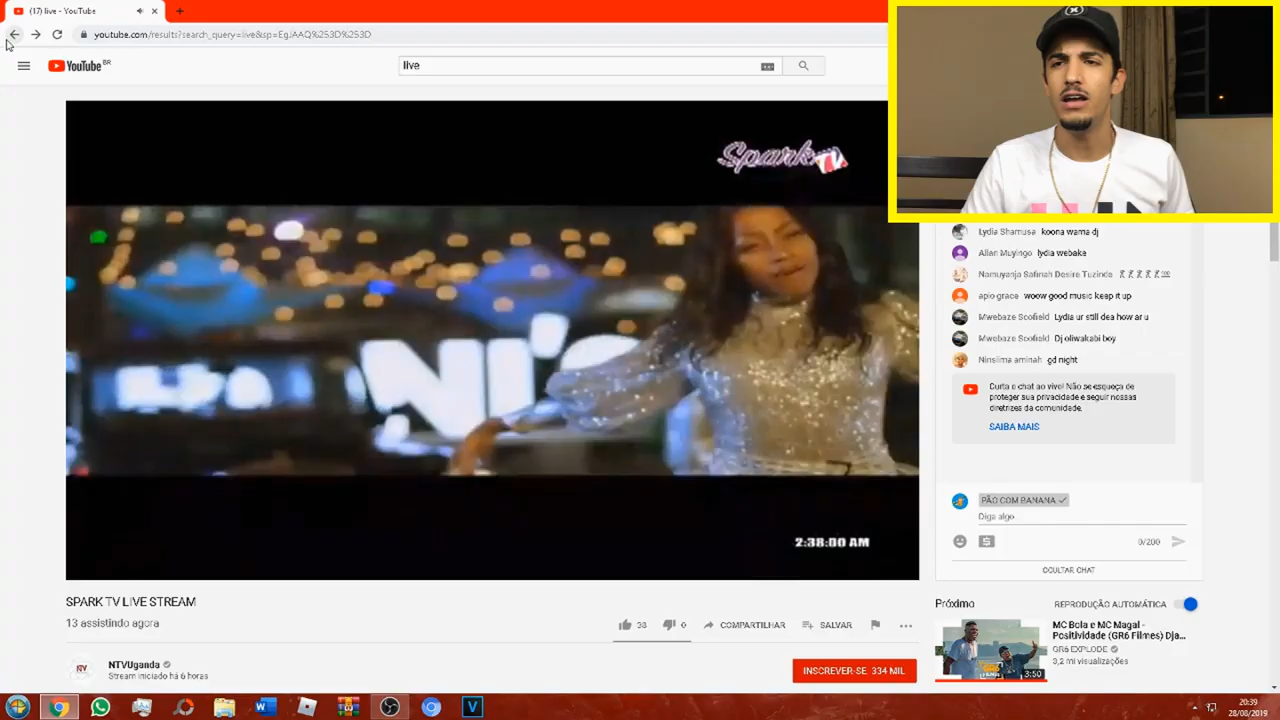 (17) live - YouTube
youtube.com/results?search_query=live&sp=EgJAAQ%253D%253D
YouTube BR
live
Spark TV
NI'S
2:38:00 AM
Lydia Shamusa koona wama dj
Allan Muyingo lydia webake
Namuyanja Safinah Desire Tuzinde
apio grace woow good music keep it up
Mwebaze Scofield Lydia ur still dea how ar u
Mwebaze Scofield Dj oliwakabi boy
Ninsiima aminah gd night
Curta o chat ao vivo! Não se esqueça de
proteger sua privacidade e seguir nossas
diretrizes da comunidade.
SAIBA MAIS
PÃO COM BANANA
Diga algo
0/200
OCULTAR CHAT
SPARK TV LIVE STREAM
13 assistindo agora
38 0 COMPARTILHAR SALVAR
NTVUganda
Stream iniciado há 6 horas
INSCREVER-SE 334 MIL
Próximo REPRODUÇÃO AUTOMÁTICA
MC Bola e MC Magal -
Positividade (GR6 Filmes) Dja...
GR6 EXPLODE
3,2 mi visualizações
3:50
20:39
28/08/2019